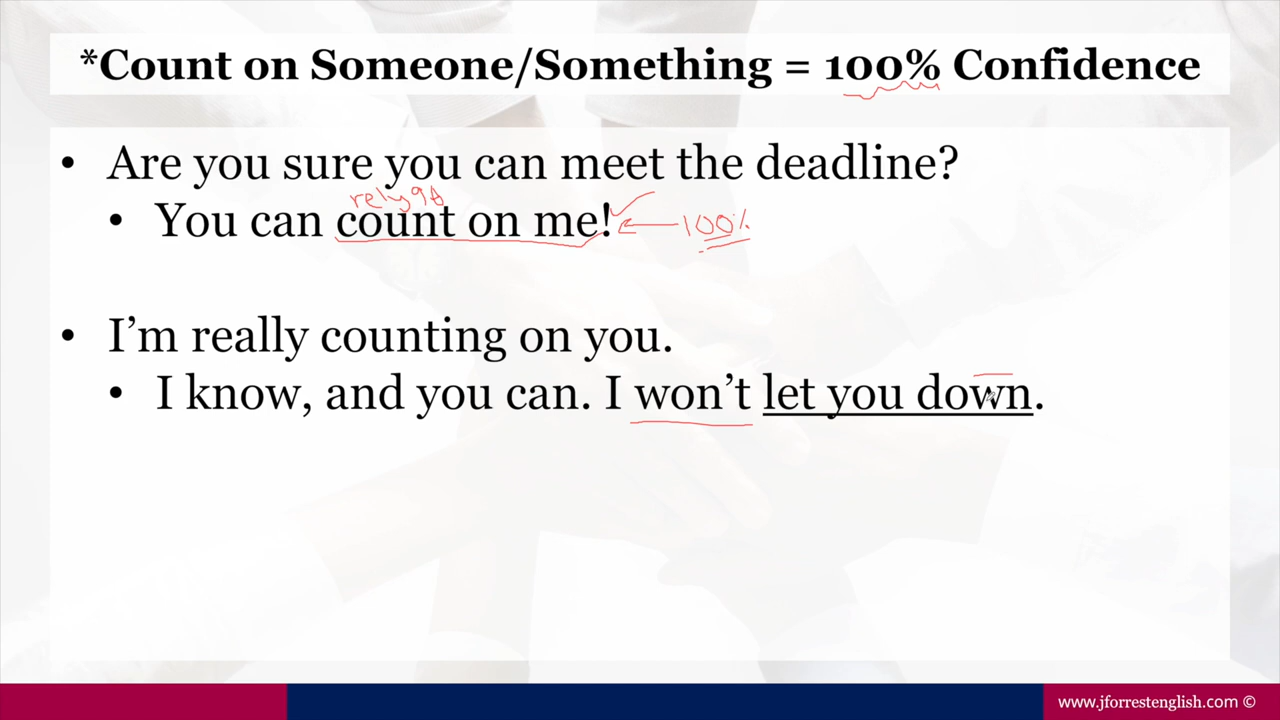 *Count on Someone/Something = 100% Confidence
• Are you sure you can meet the deadline?
rely
• You can count on me! 100%
• I’m really counting on you.
• I know, and you can. I won’t let you down.
www.jforrestenglish.com ©